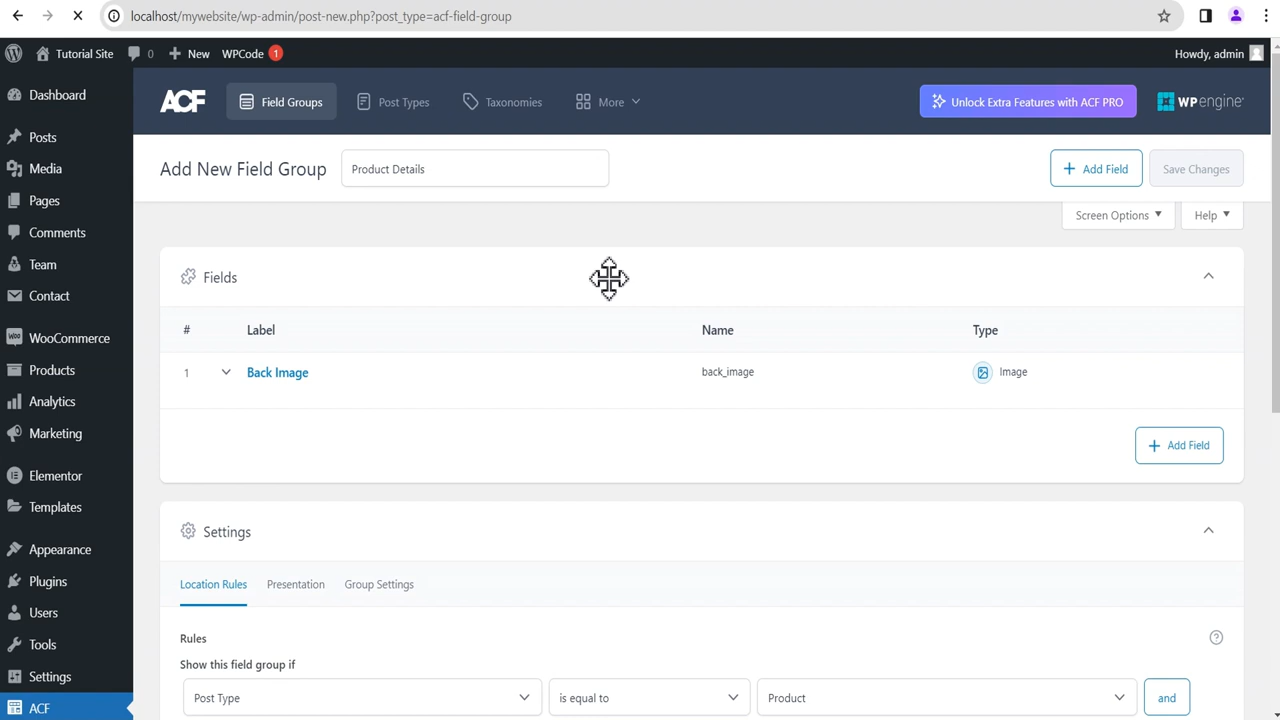 localhost/mywebsite/wp-admin/post-new.php?post_type=acf-field-group
Tutorial Site 0 New WPCode 1 Howdy, admin
ACF Field Groups Post Types Taxonomies More Unlock Extra Features with ACF PRO WP engine
Add New Field Group Product Details Add Field Save Changes
Screen Options Help
Dashboard
Posts
Media
Pages
Comments
Team
Contact
WooCommerce
Products
Analytics
Marketing
Elementor
Templates
Appearance
Plugins
Users
Tools
Settings
ACF
Fields
# Label Name Type
1 Back Image back_image Image
Add Field
Settings
Location Rules Presentation Group Settings
Rules
Show this field group if
Post Type is equal to Product and